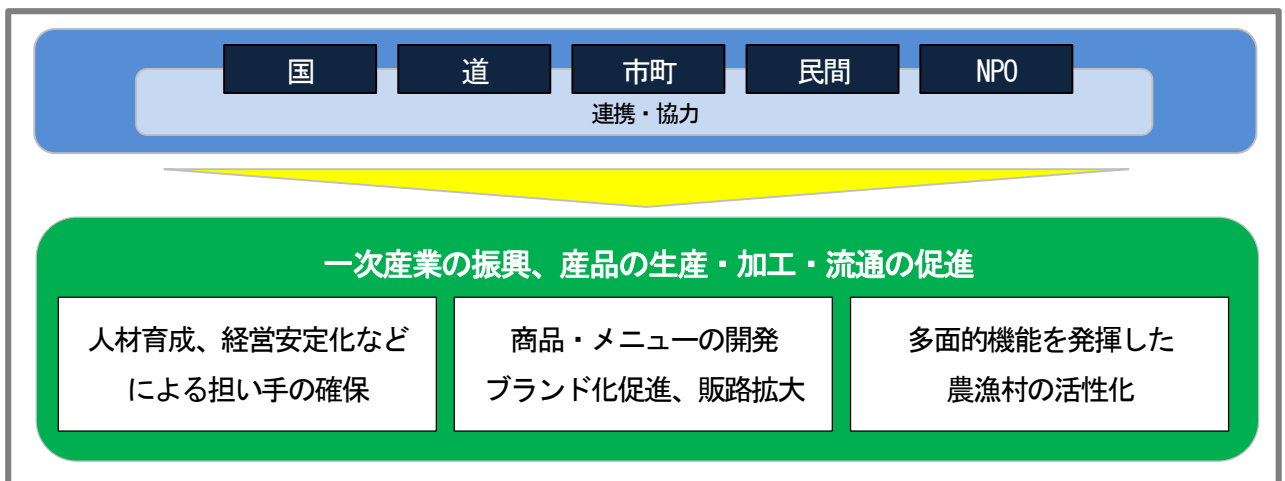 国 道 市町 民間 NPO
連携・協力
一次産業の振興、産品の生産・加工・流通の促進
人材育成、経営安定化など
による担い手の確保
商品・メニューの開発
ブランド化促進、販路拡大
多面的機能を発揮した
農漁村の活性化